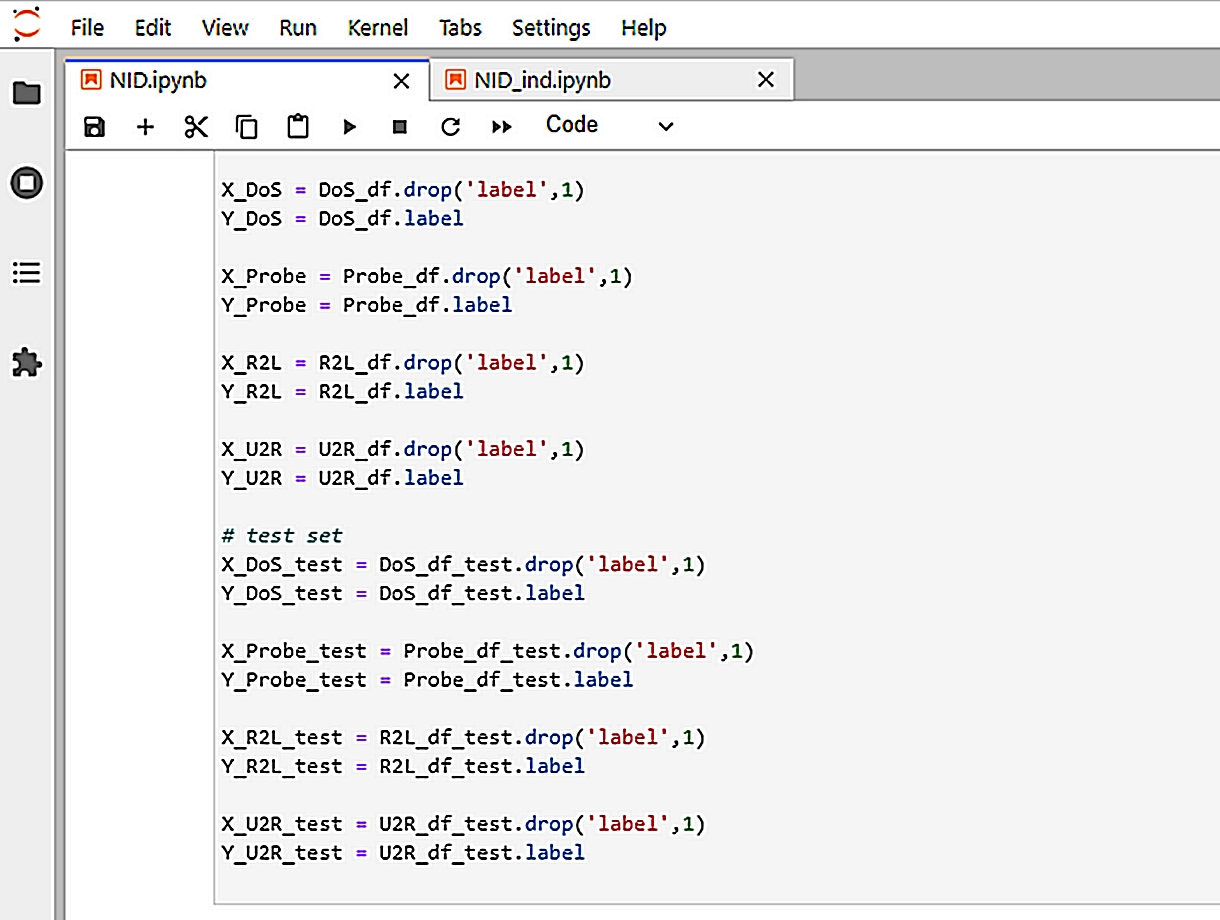 File Edit View Run Kernel Tabs Settings Help
NID.ipynb NID_ind.ipynb
Code
X_DoS = DoS_df.drop('label',1)
Y_DoS = DoS_df.label
X_Probe = Probe_df.drop('label',1)
Y_Probe = Probe_df.label
X_R2L = R2L_df.drop('label',1)
Y_R2L = R2L_df.label
X_U2R = U2R_df.drop('label',1)
Y_U2R = U2R_df.label
# test set
X_DoS_test = DoS_df_test.drop('label',1)
Y_DoS_test = DoS_df_test.label
X_Probe_test = Probe_df_test.drop('label',1)
Y_Probe_test = Probe_df_test.label
X_R2L_test = R2L_df_test.drop('label',1)
Y_R2L_test = R2L_df_test.label
X_U2R_test = U2R_df_test.drop('label',1)
Y_U2R_test = U2R_df_test.label